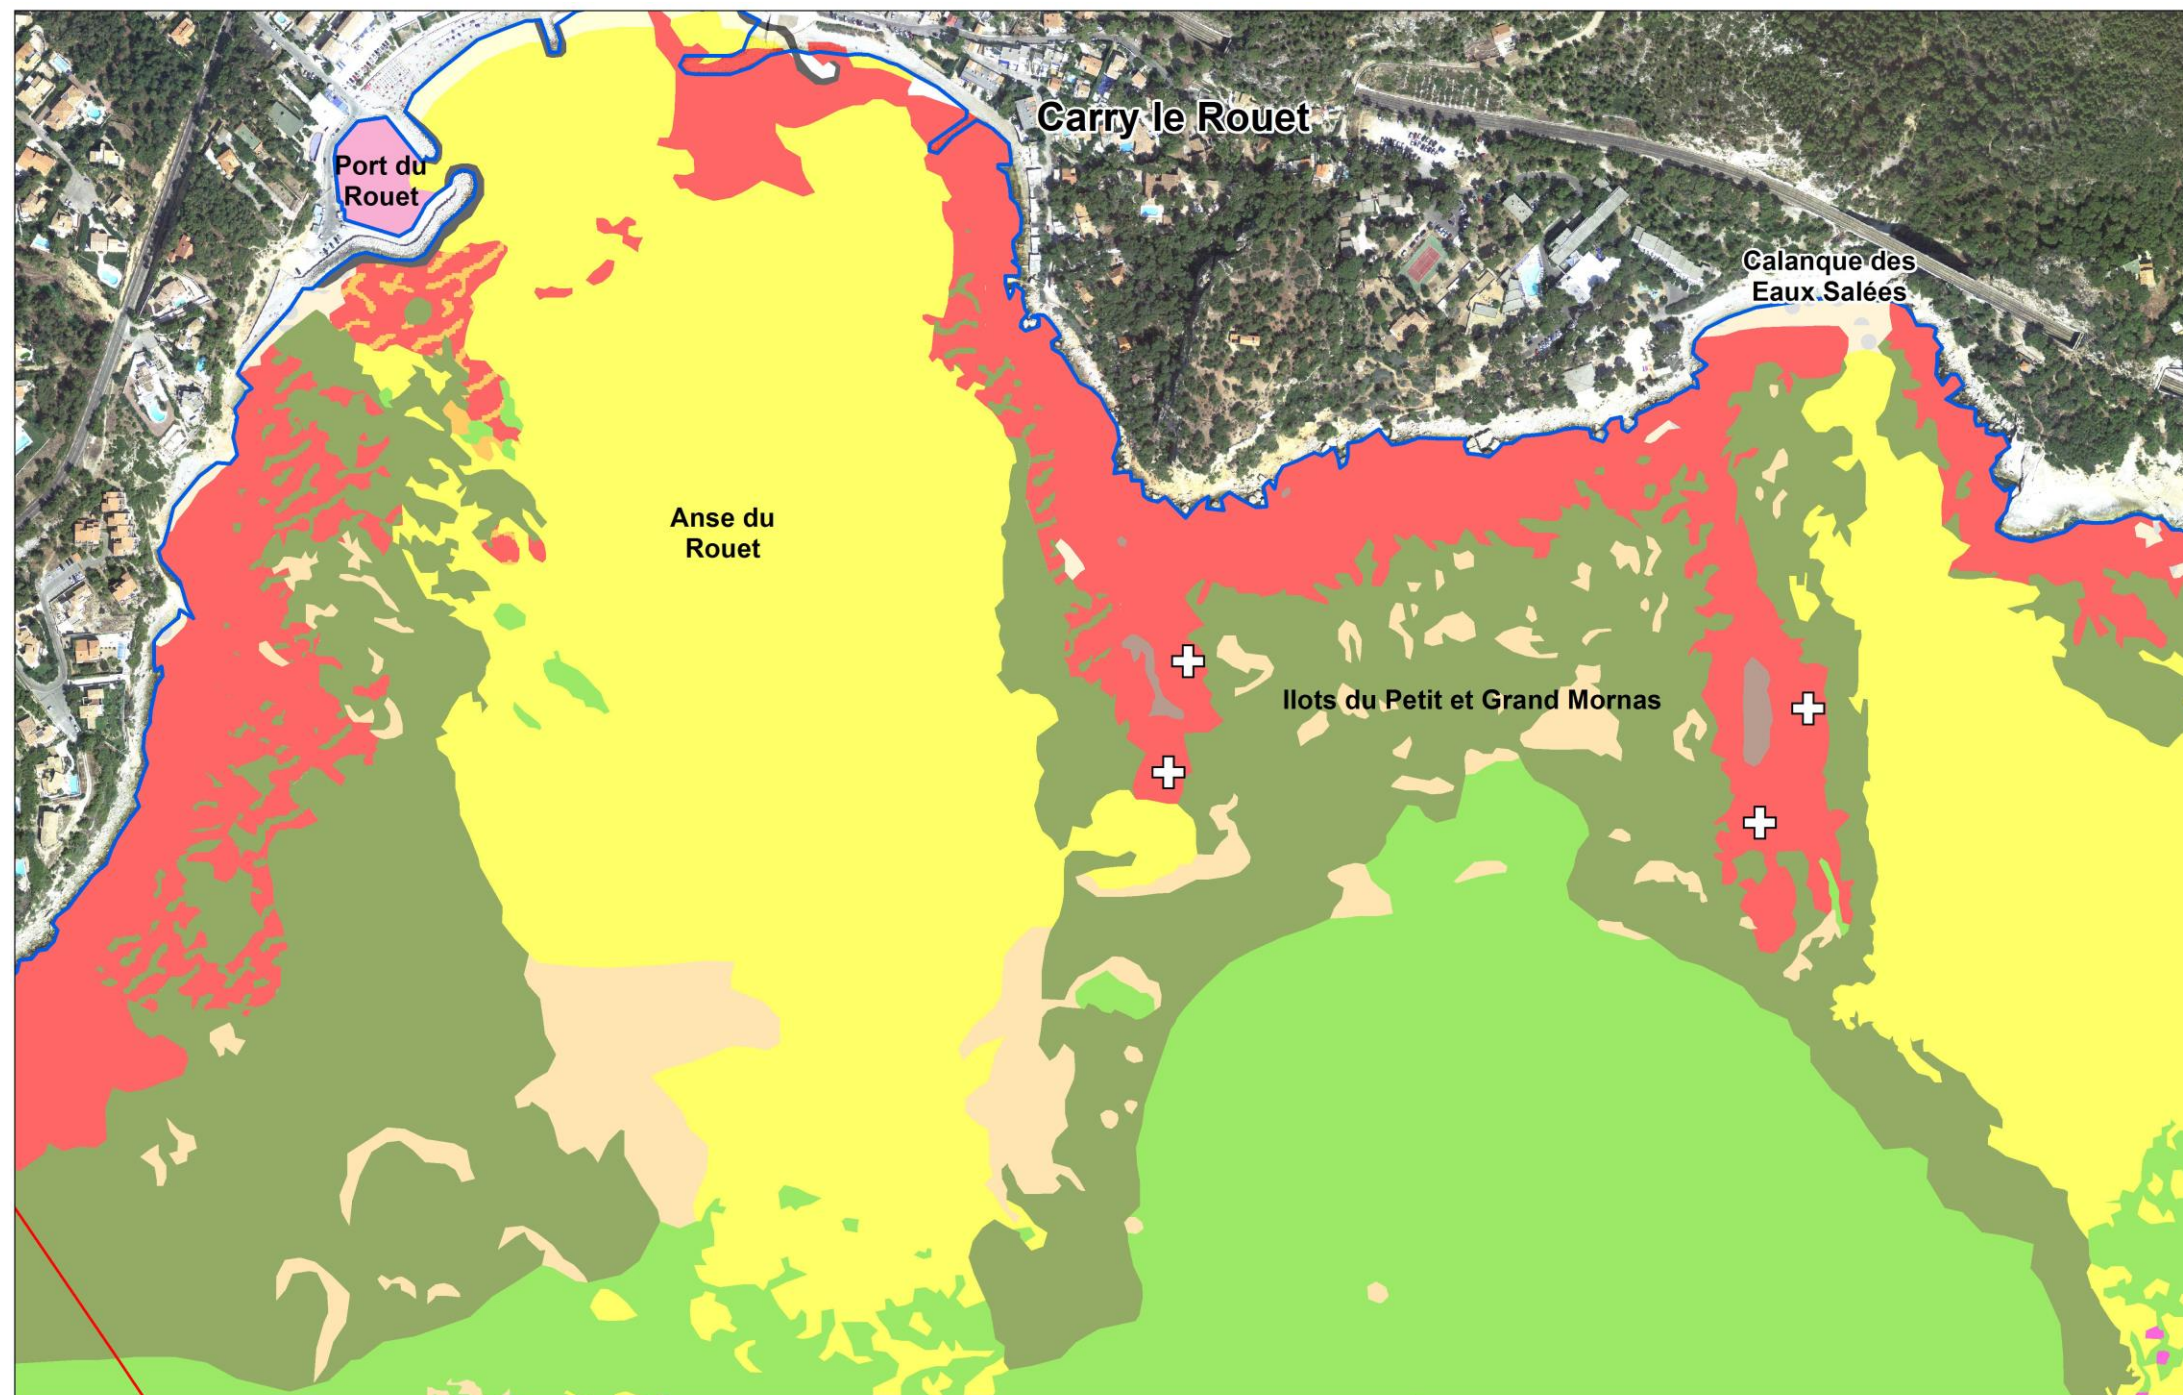 Carry le Rouet
Port du
Rouet
Calanque des
Eaux Salées
Anse du
Rouet
Ilots du Petit et Grand Mornas